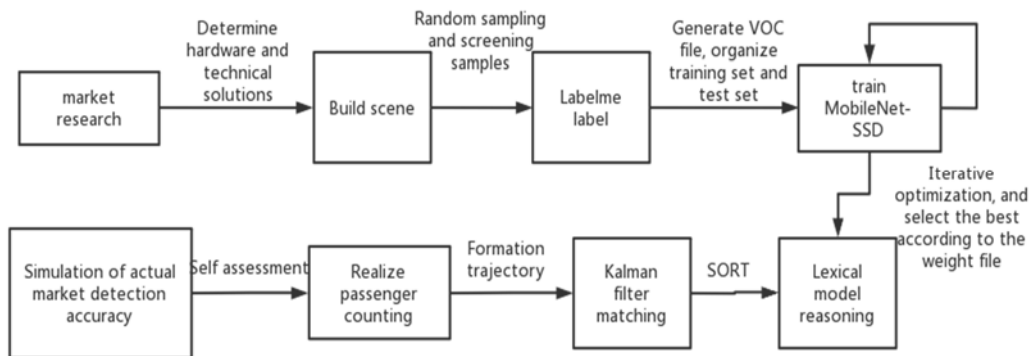 market
research
Determine
hardware and
technical
solutions
Build scene
Random sampling
and screening
samples
Labelme
label
Generate VOC
file, organize
training set and
test set
train
MobileNet-
SSD
Iterative
optimization, and
select the best
according to the
weight file
Simulation of actual
market detection
accuracy
Self assessment
Realize
passenger
counting
Formation
trajectory
Kalman
filter
matching
SORT
Lexical
model
reasoning